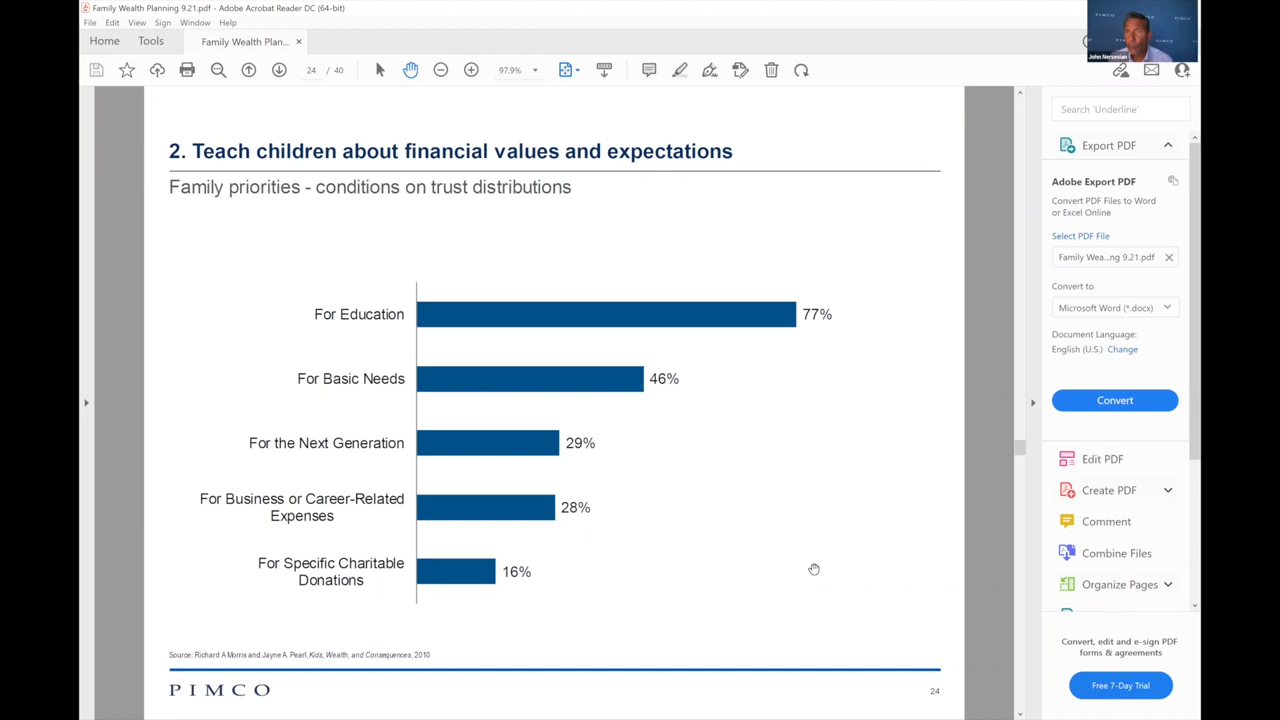 Family Wealth Planning 9.21.pdf - Adobe Acrobat Reader DC (64-bit)
File Edit View Sign Window Help
Home Tools Family Wealth Plan... ×
24 / 40 97.9%
PIMCO
John Nersesian
2. Teach children about financial values and expectations
Family priorities - conditions on trust distributions
For Education 77%
For Basic Needs 46%
For the Next Generation 29%
For Business or Career-Related
Expenses 28%
For Specific Charitable
Donations 16%
Source: Richard A Morris and Jayne A. Pearl, Kids, Wealth, and Consequences, 2010
PIMCO 24
Search 'Underline'
Export PDF
Adobe Export PDF
Convert PDF Files to Word
or Excel Online
Select PDF File
Family Wea...ng 9.21.pdf
Convert to
Microsoft Word (*.docx)
Document Language:
English (U.S.) Change
Convert
Edit PDF
Create PDF
Comment
Combine Files
Organize Pages
Convert, edit and e-sign PDF
forms & agreements
Free 7-Day Trial